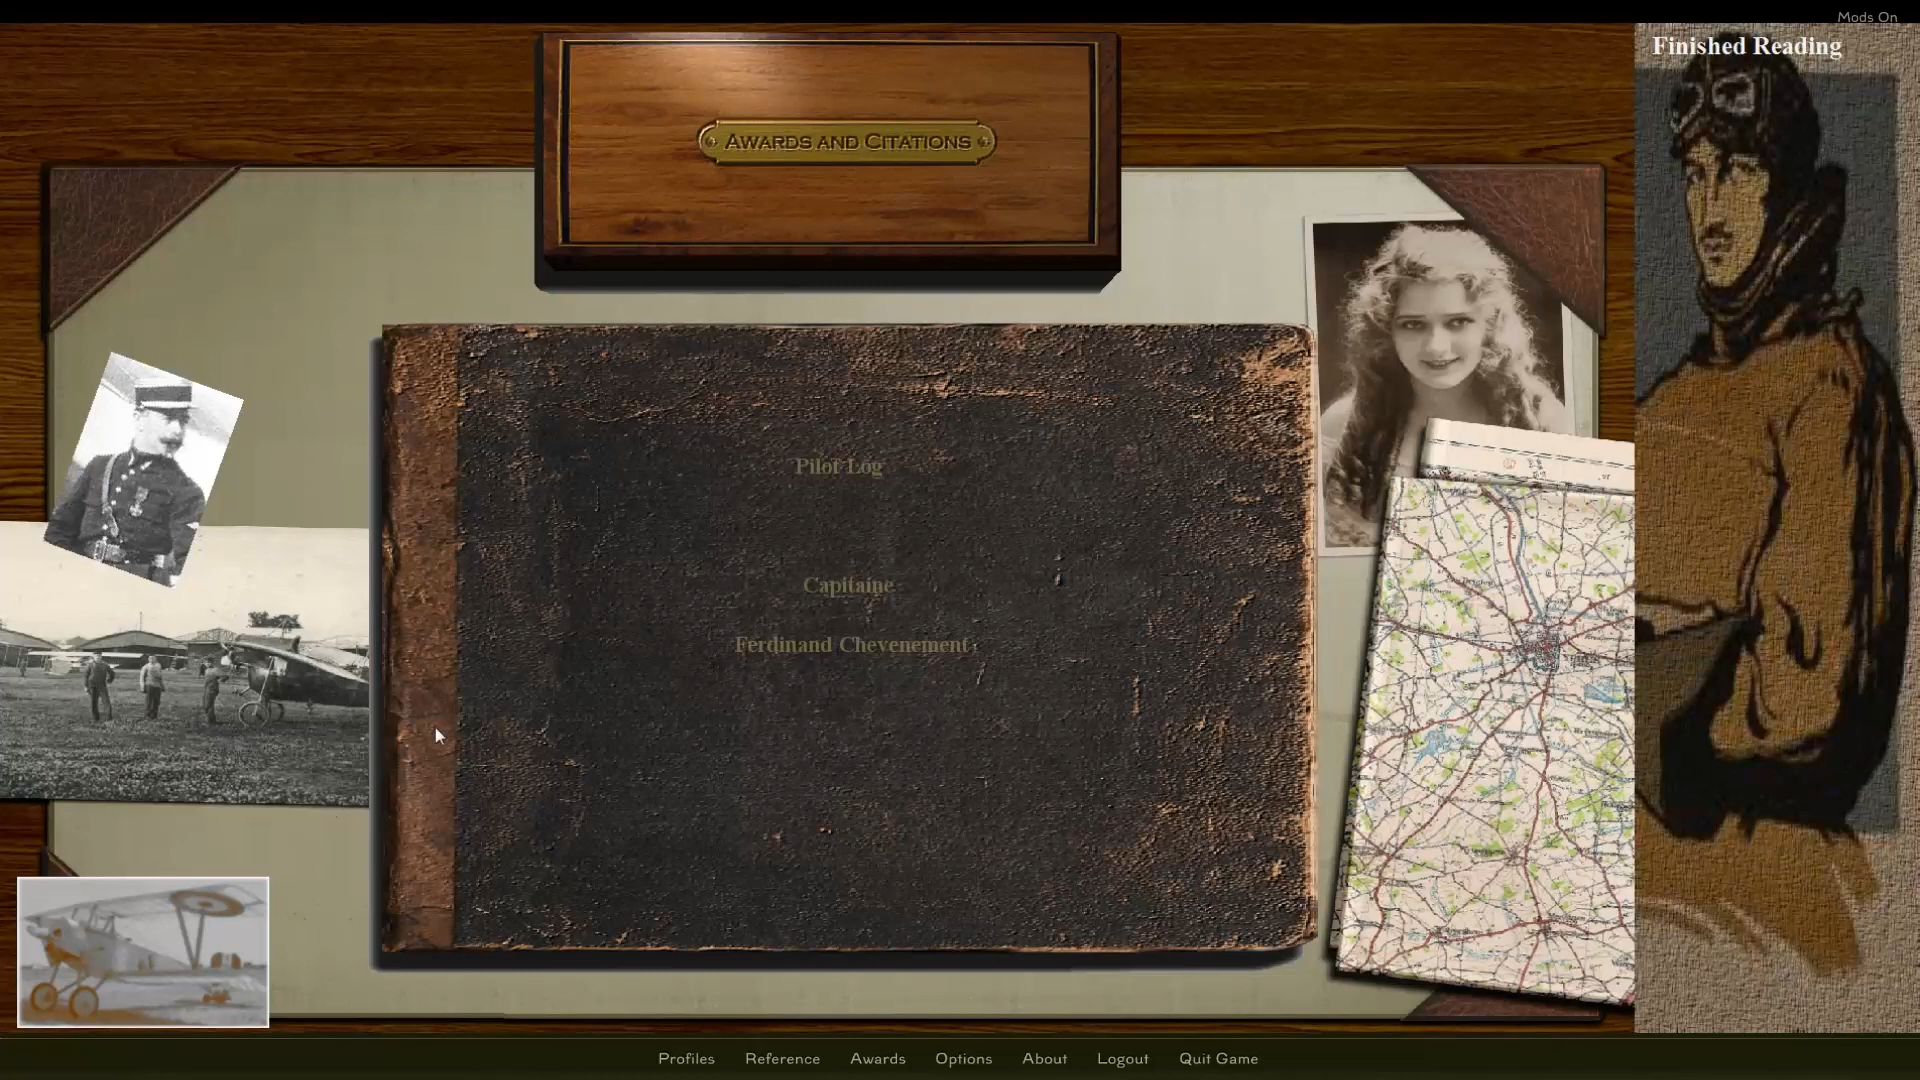 Mods On
Finished Reading
AWARDS AND CITATIONS
Pilot Log
Capitaine
Ferdinand Chevenement
Profiles Reference Awards Options About Logout Quit Game